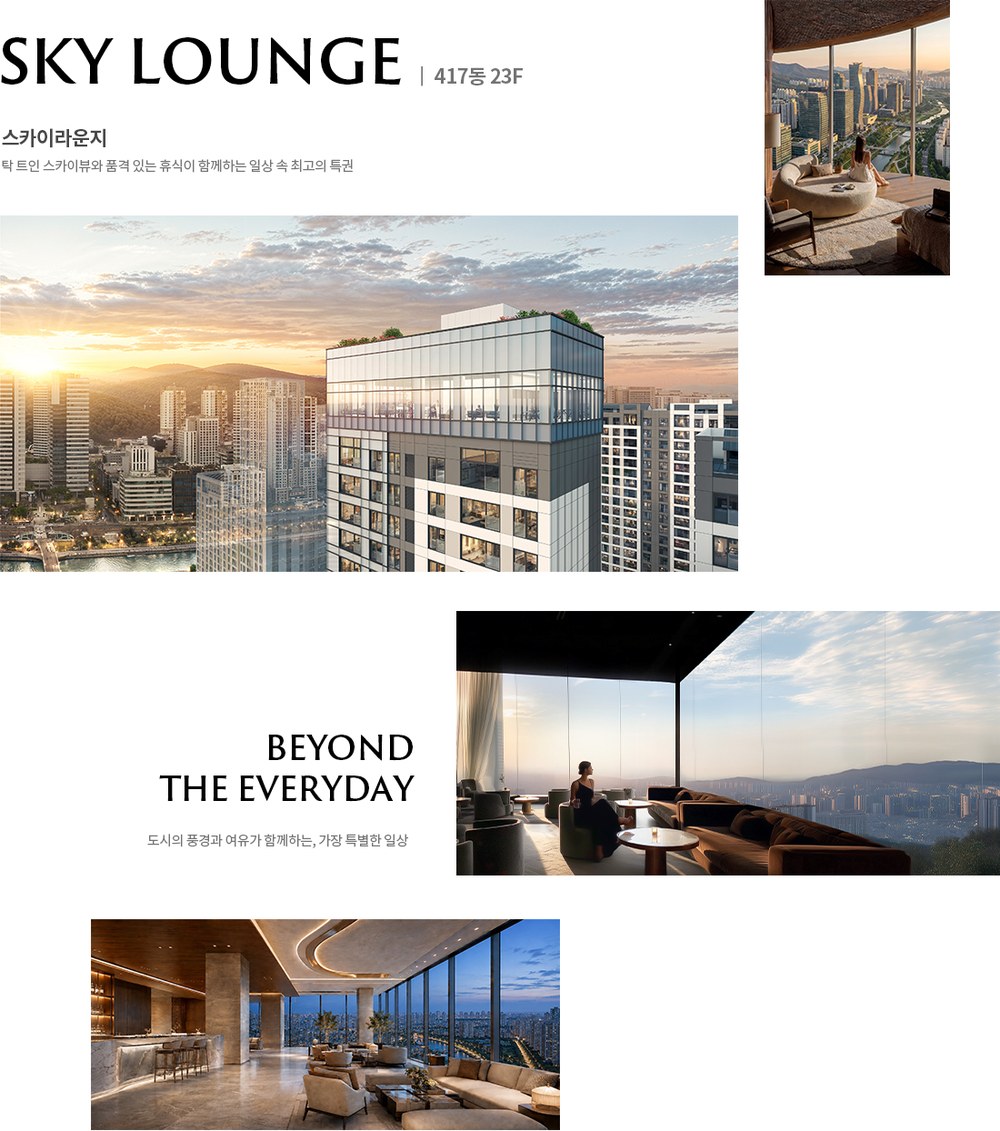 SKY LOUNGE | 417동 23F
스카이라운지
탁 트인 스카이뷰와 품격 있는 휴식이 함께하는 일상 속 최고의 특권
BEYOND
THE EVERYDAY
도시의 풍경과 여유가 함께하는, 가장 특별한 일상